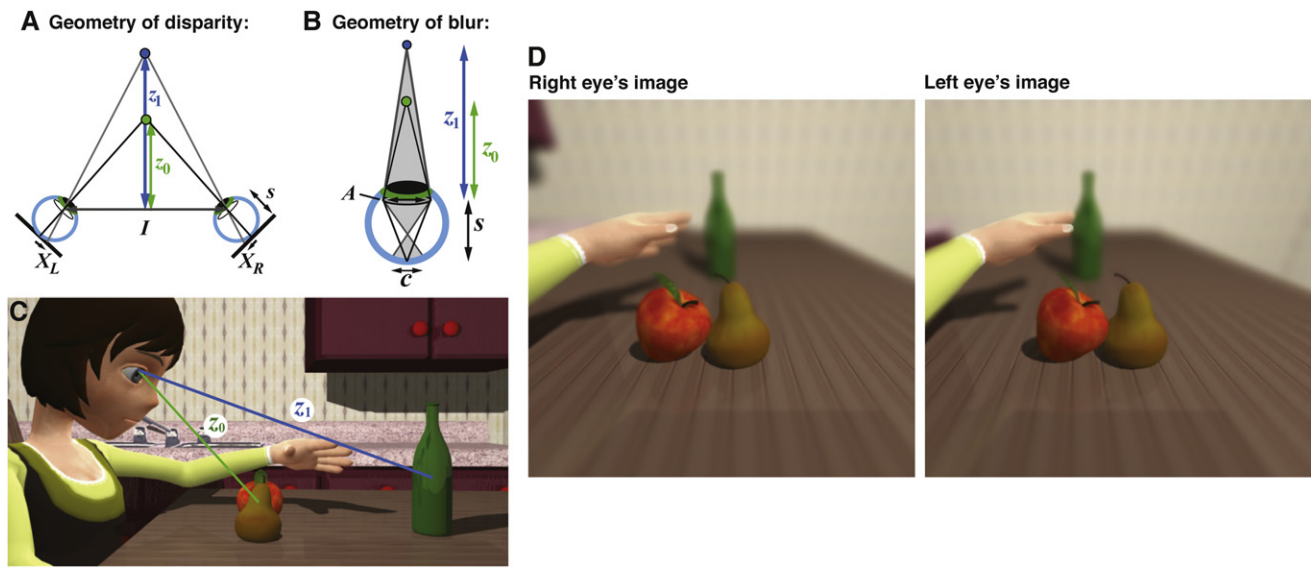 A Geometry of disparity:
z1
z0
I
s
XL
XR
B Geometry of blur:
z1
z0
A
s
c
C
z0
z1
D
Right eye's image
Left eye's image